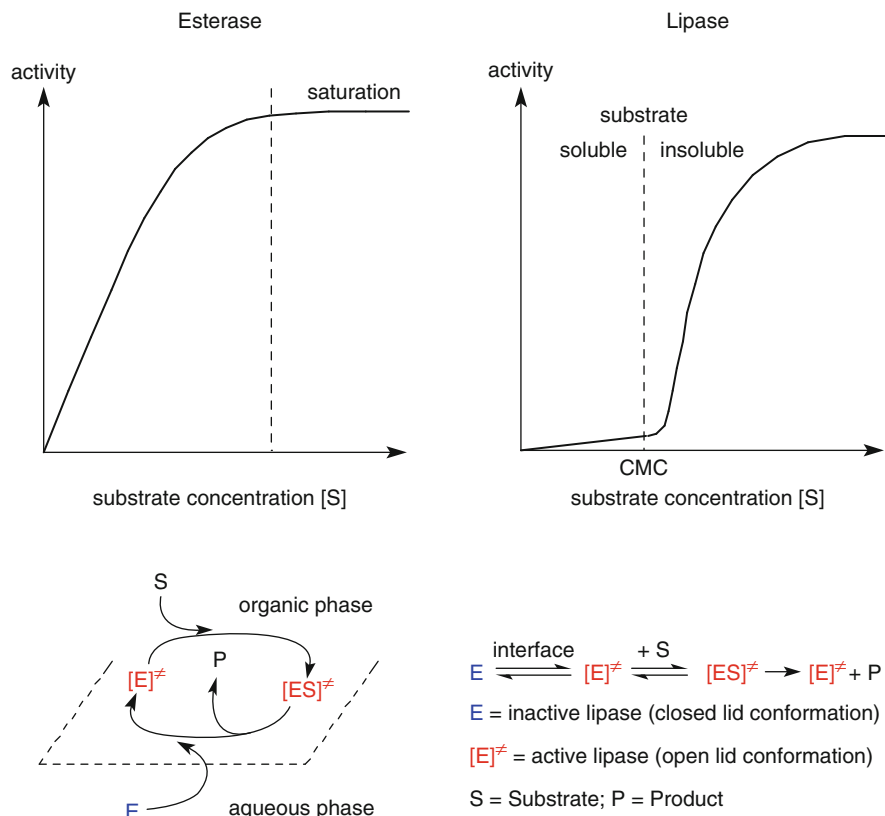 Esterase
activity
saturation
substrate concentration [S]
Lipase
activity
substrate
soluble insoluble
CMC
substrate concentration [S]
S
organic phase
[E]≠
P
[ES]≠
E
aqueous phase
interface + S
E [E]≠ [ES]≠ [E]≠ + P
E = inactive lipase (closed lid conformation)
[E]≠ = active lipase (open lid conformation)
S = Substrate; P = Product